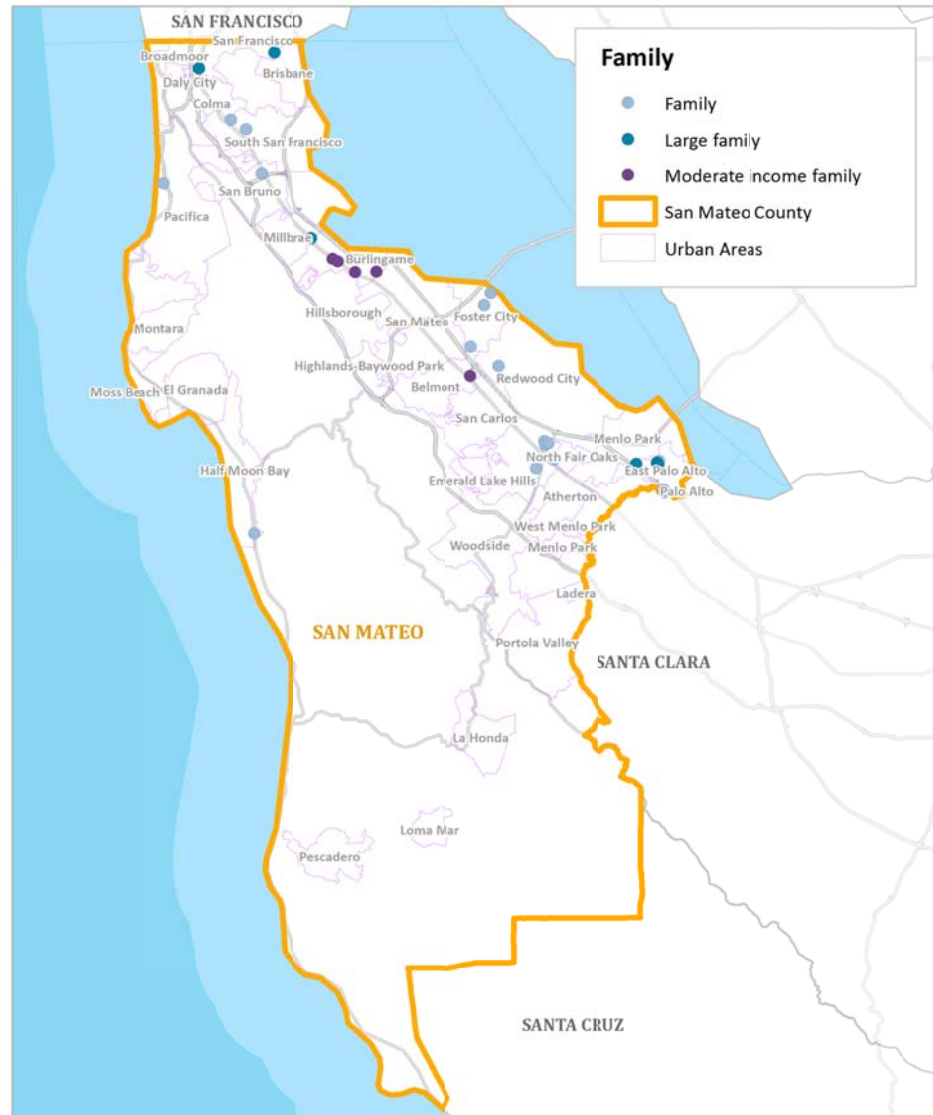 SAN FRANCISCO
San Francisco
Broadmoor
Brisbane
Daly City
Colma
South San Francisco
San Bruno
Pacifica
Millbrae
Burlingame
Hillsborough
San Mateo
Foster City
Montara
Highlands-Baywood Park
Redwood City
Belmont
Moss Beach
El Granada
San Carlos
Menlo Park
North Fair Oaks
Half Moon Bay
East Palo Alto
Emerald Lake Hills
Palo Alto
Atherton
West Menlo Park
Woodside
Menlo Park
Ladera
SAN MATEO
Portola Valley
SANTA CLARA
La Honda
Loma Mar
Pescadero
SANTA CRUZ
Family
Family
Large family
Moderate income family
San Mateo County
Urban Areas